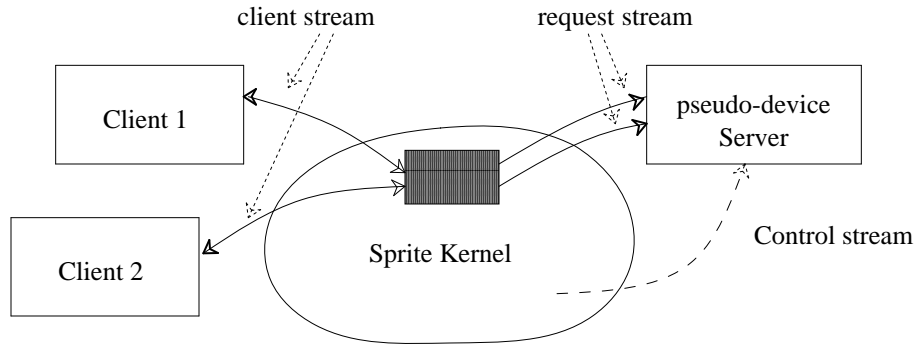 client stream
request stream
Client 1
pseudo-device
Server
Client 2
Sprite Kernel
Control stream